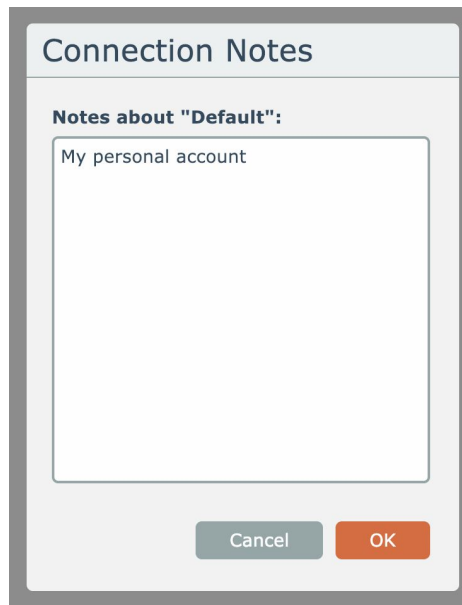 Connection Notes
Notes about "Default":
My personal account
Cancel
OK